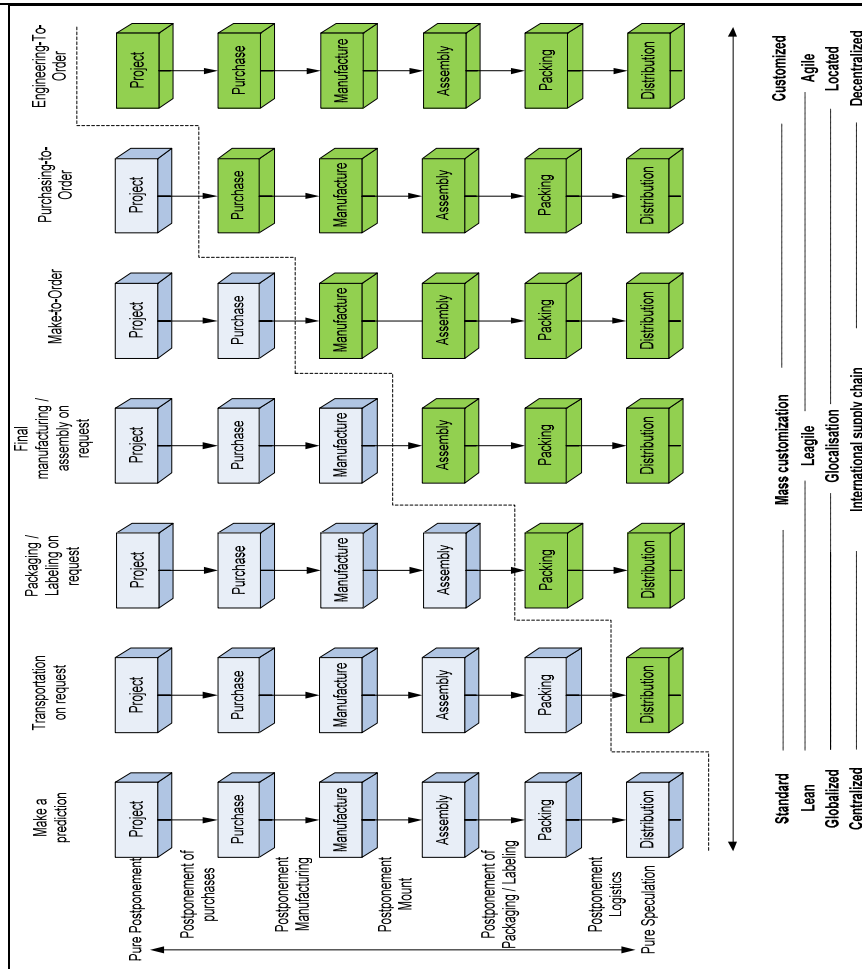 Make a
prediction
Transportation
on request
Packaging /
Labeling on
request
Final
manufacturing /
assembly on
request
Make-to-Order
Purchasing-to-
Order
Engineering-To-
Order
Pure Postponement
Project
Project
Project
Project
Project
Project
Project
Postponement of
purchases
Purchase
Purchase
Purchase
Purchase
Purchase
Purchase
Purchase
Postponement
Manufacturing
Manufacture
Manufacture
Manufacture
Manufacture
Manufacture
Manufacture
Manufacture
Postponement
Mount
Assembly
Assembly
Assembly
Assembly
Assembly
Assembly
Assembly
Postponement of
Packaging / Labeling
Packing
Packing
Packing
Packing
Packing
Packing
Packing
Postponement
Logistics
Pure Speculation
Distribution
Distribution
Distribution
Distribution
Distribution
Distribution
Distribution
Standard Mass customization Customized
Lean Leagile Agile
Globalized Glocalisation Located
Centralized International supply chain Decentralized